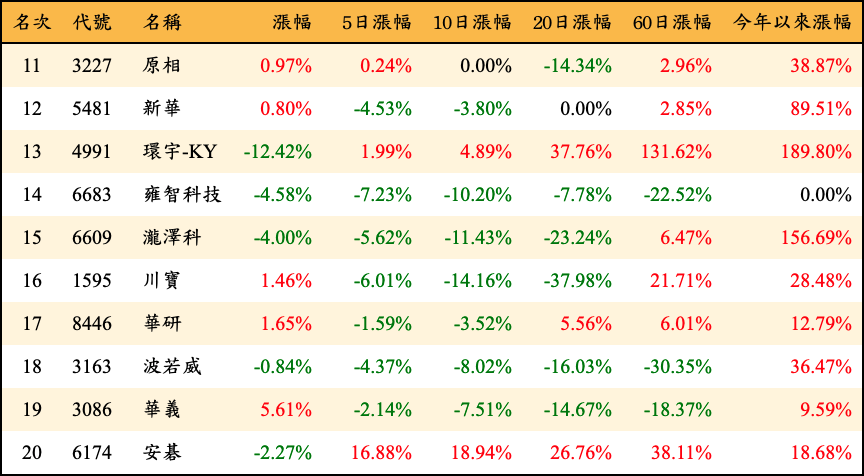 名次 代號 名稱 漲幅 5日漲幅 10日漲幅 20日漲幅 60日漲幅 今年以來漲幅
11 3227 原相 0.97% 0.24% 0.00% -14.34% 2.96% 38.87%
12 5481 新華 0.80% -4.53% -3.80% 0.00% 2.85% 89.51%
13 4991 環宇-KY -12.42% 1.99% 4.89% 37.76% 131.62% 189.80%
14 6683 雍智科技 -4.58% -7.23% -10.20% -7.78% -22.52% 0.00%
15 6609 瀧澤科 -4.00% -5.62% -11.43% -23.24% 6.47% 156.69%
16 1595 川寶 1.46% -6.01% -14.16% -37.98% 21.71% 28.48%
17 8446 華研 1.65% -1.59% -3.52% 5.56% 6.01% 12.79%
18 3163 波若威 -0.84% -4.37% -8.02% -16.03% -30.35% 36.47%
19 3086 華義 5.61% -2.14% -7.51% -14.67% -18.37% 9.59%
20 6174 安碁 -2.27% 16.88% 18.94% 26.76% 38.11% 18.68%